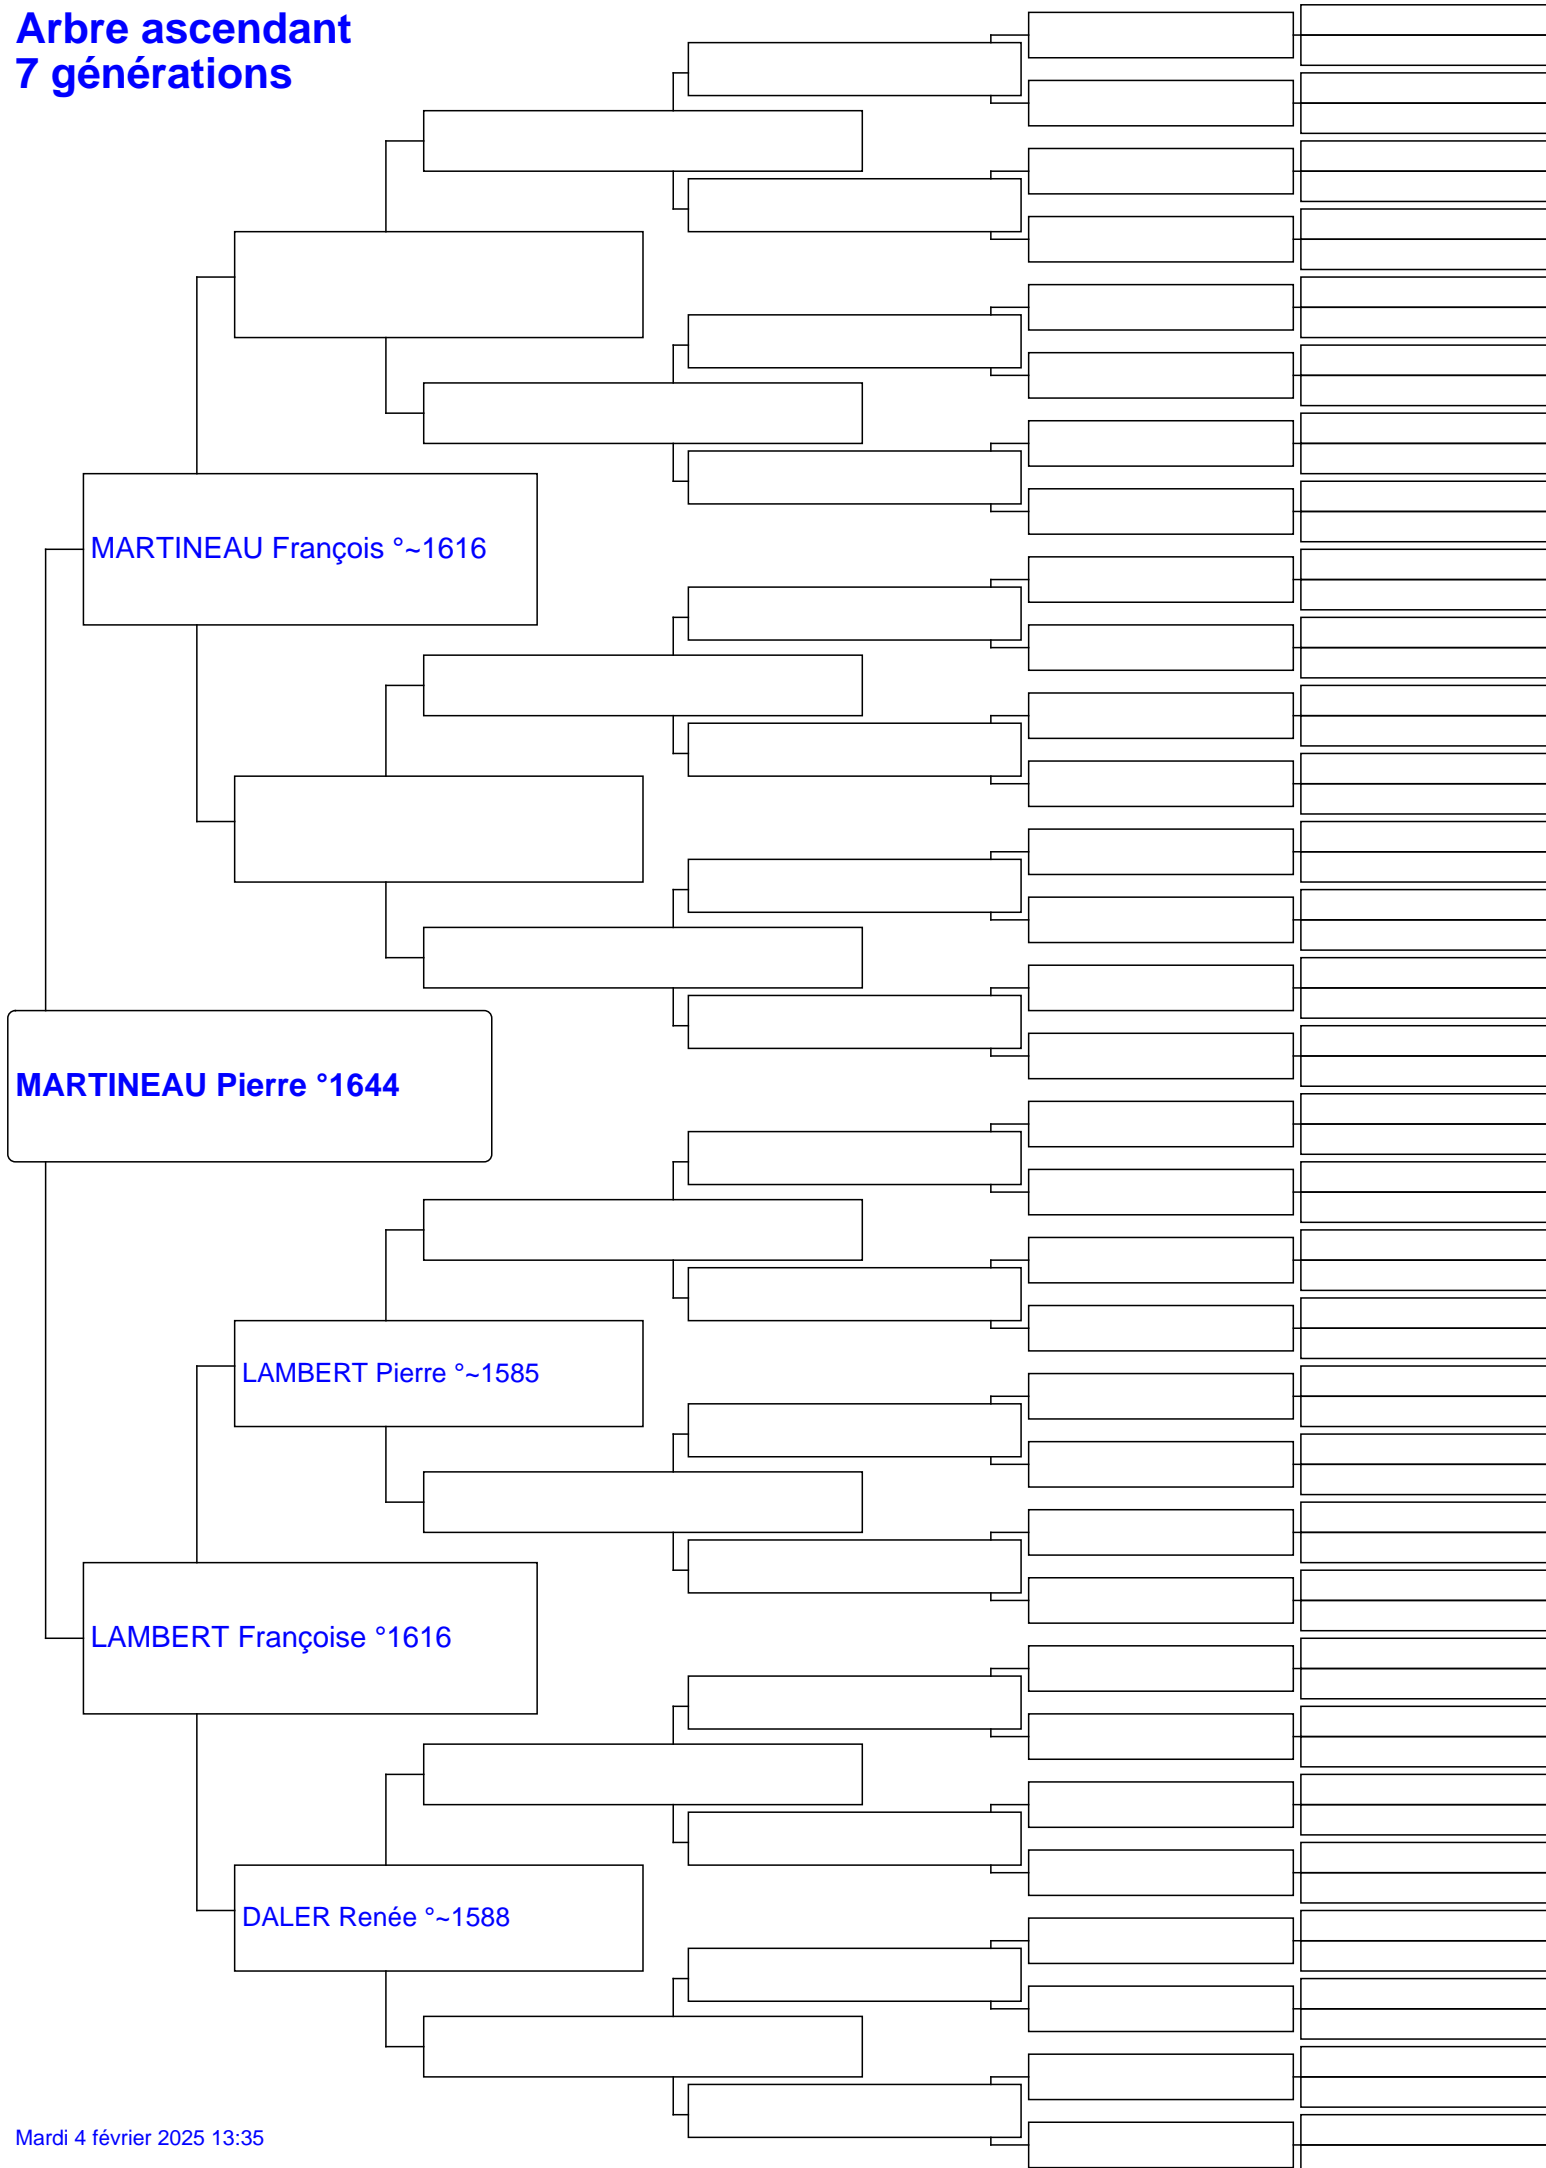 Arbre ascendant
7 générations
MARTINEAU François °~1616
MARTINEAU Pierre °1644
LAMBERT Pierre °~1585
LAMBERT Françoise °1616
DALER Renée °~1588
Mardi 4 février 2025 13:35